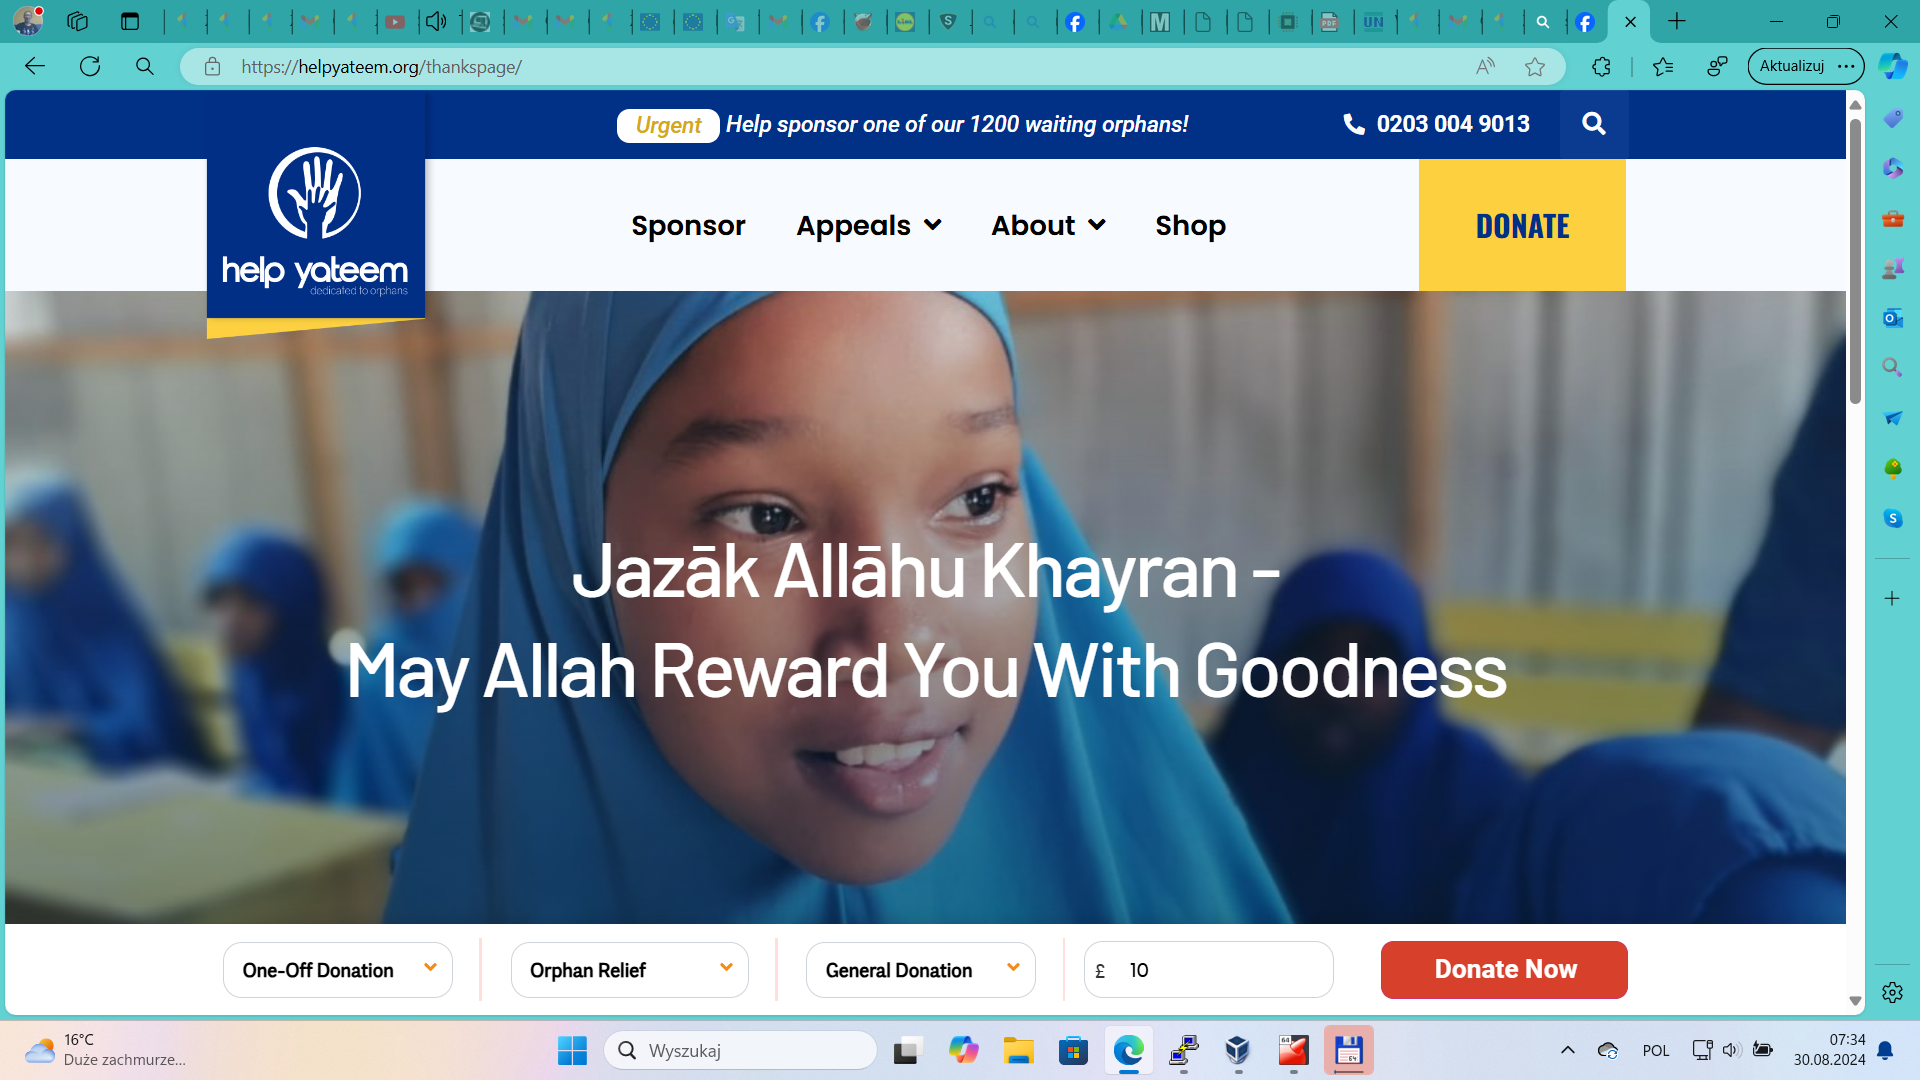 https://helpyateem.org/thankspage/
Aktualizuj
Urgent Help sponsor one of our 1200 waiting orphans!
0203 004 9013
help yateem
dedicated to orphans
Sponsor
Appeals
About
Shop
DONATE
Jazāk Allāhu Khayran -
May Allah Reward You With Goodness
One-Off Donation
Orphan Relief
General Donation
£ 10
Donate Now
16°C
Duże zachmurze...
Wyszukaj
POL
07:34
30.08.2024